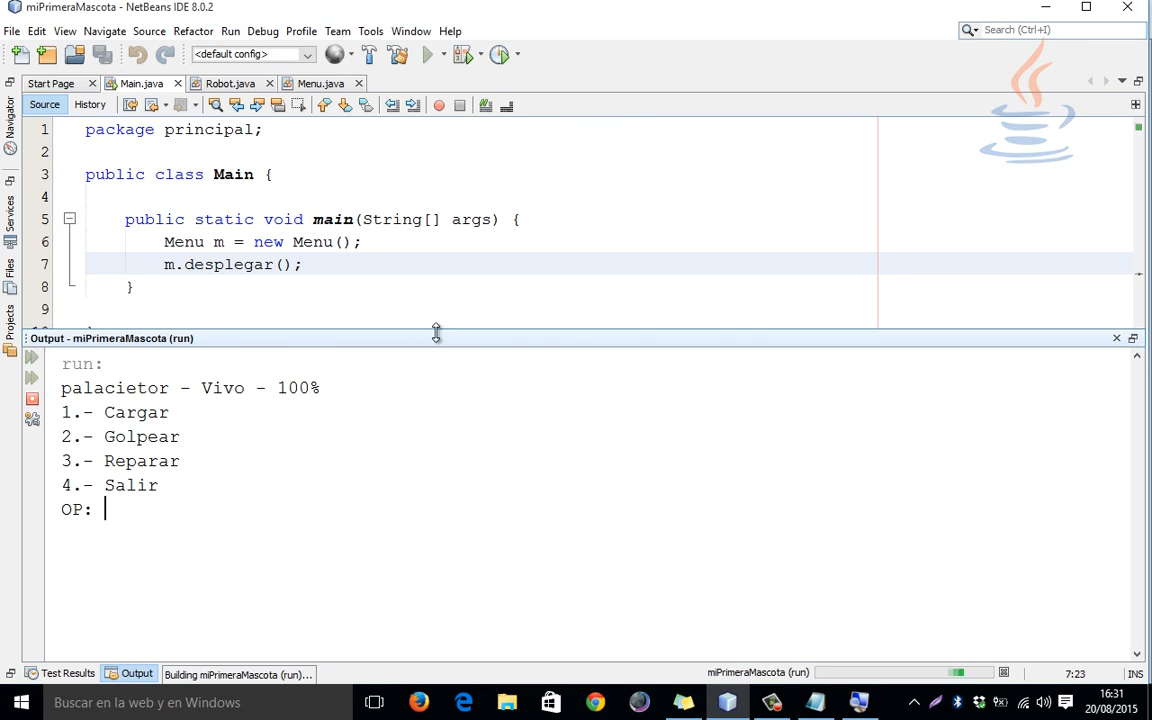 miPrimeraMascota - NetBeans IDE 8.0.2
File Edit View Navigate Source Refactor Run Debug Profile Team Tools Window Help
Search (Ctrl+I)
<default config>
Start Page Main.java Robot.java Menu.java
Source History
Navigator
Services
Files
Projects
1 package principal;
2
3 public class Main {
4
5 public static void main(String[] args) {
6 Menu m = new Menu();
7 m.desplegar();
8 }
9
Output - miPrimeraMascota (run)
run:
palacietor - Vivo - 100%
1.- Cargar
2.- Golpear
3.- Reparar
4.- Salir
OP:
Test Results Output Building miPrimeraMascota (run)... miPrimeraMascota (run) 7:23 INS
Buscar en la web y en Windows
16:31
20/08/2015